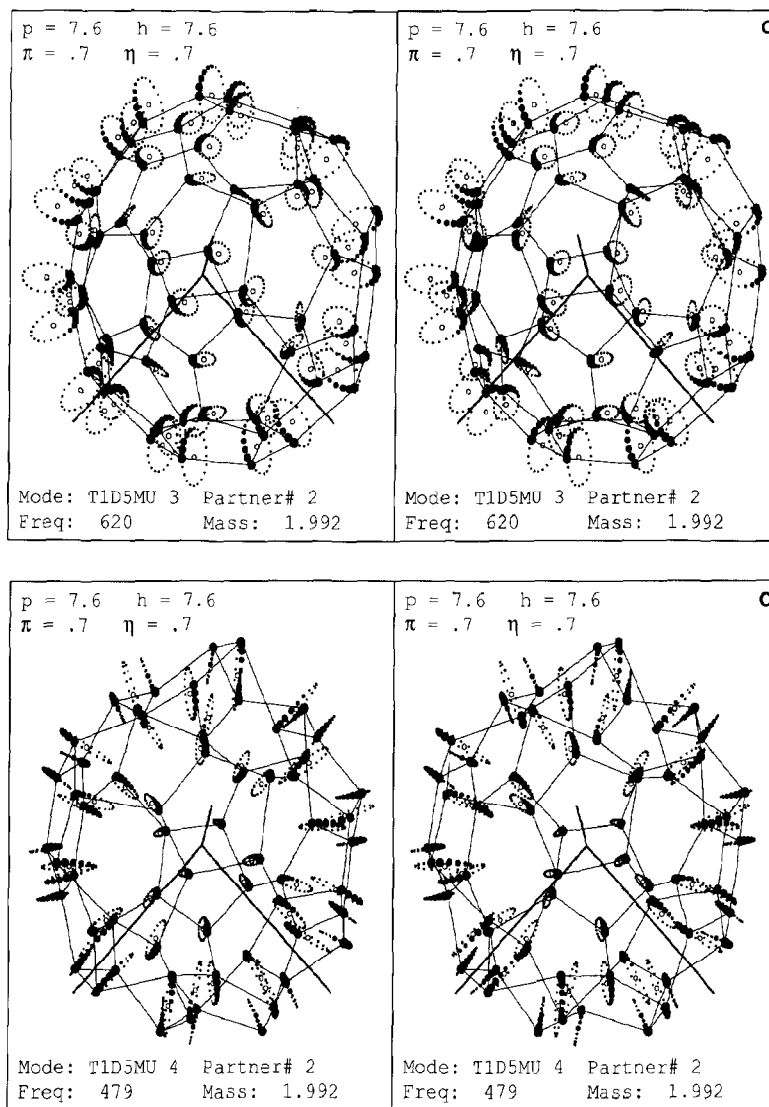 p = 7.6 h = 7.6
π = .7 η = .7
Mode: T1D5MU 3 Partner# 2
Freq: 620 Mass: 1.992
p = 7.6 h = 7.6
π = .7 η = .7
Mode: T1D5MU 3 Partner# 2
Freq: 620 Mass: 1.992
p = 7.6 h = 7.6
π = .7 η = .7
Mode: T1D5MU 4 Partner# 2
Freq: 479 Mass: 1.992
p = 7.6 h = 7.6
π = .7 η = .7
Mode: T1D5MU 4 Partner# 2
Freq: 479 Mass: 1.992